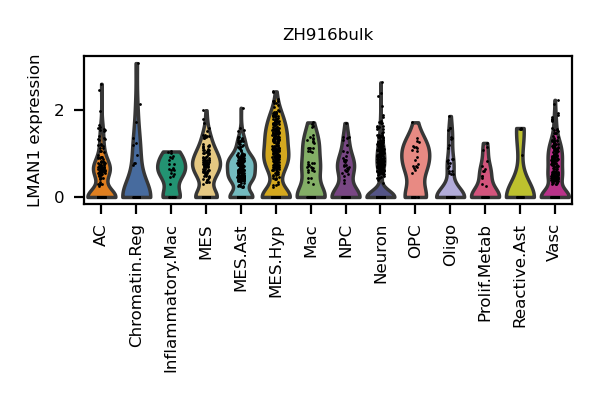 ZH916bulk
LMAN1 expression
2
0
AC
Chromatin.Reg
Inflammatory.Mac
MES
MES.Ast
MES.Hyp
Mac
NPC
Neuron
OPC
Oligo
Prolif.Metab
Reactive.Ast
Vasc